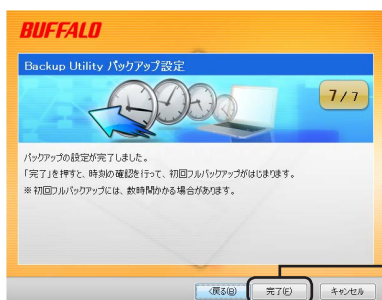 BUFFALO
Backup Utility バックアップ設定
7/7
バックアップの設定が完了しました。
「完了」を押すと、時刻の確認を行って、初回フルバックアップがはじまります。
※初回フルバックアップには、数時間かかる場合があります。
<戻る(B) 完了(F) キャンセル